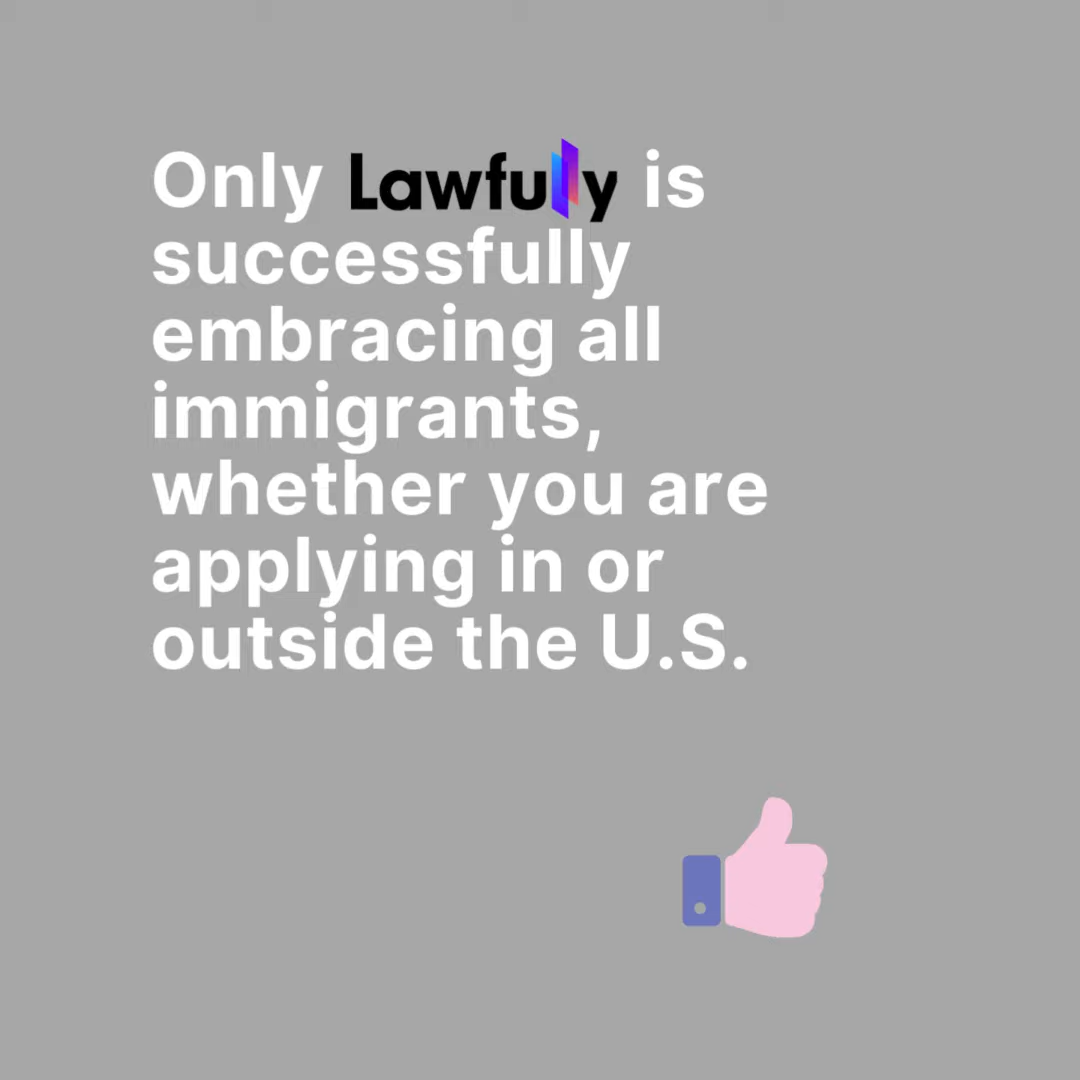 Only Lawfully is
successfully
embracing all
immigrants,
whether you are
applying in or
outside the U.S.